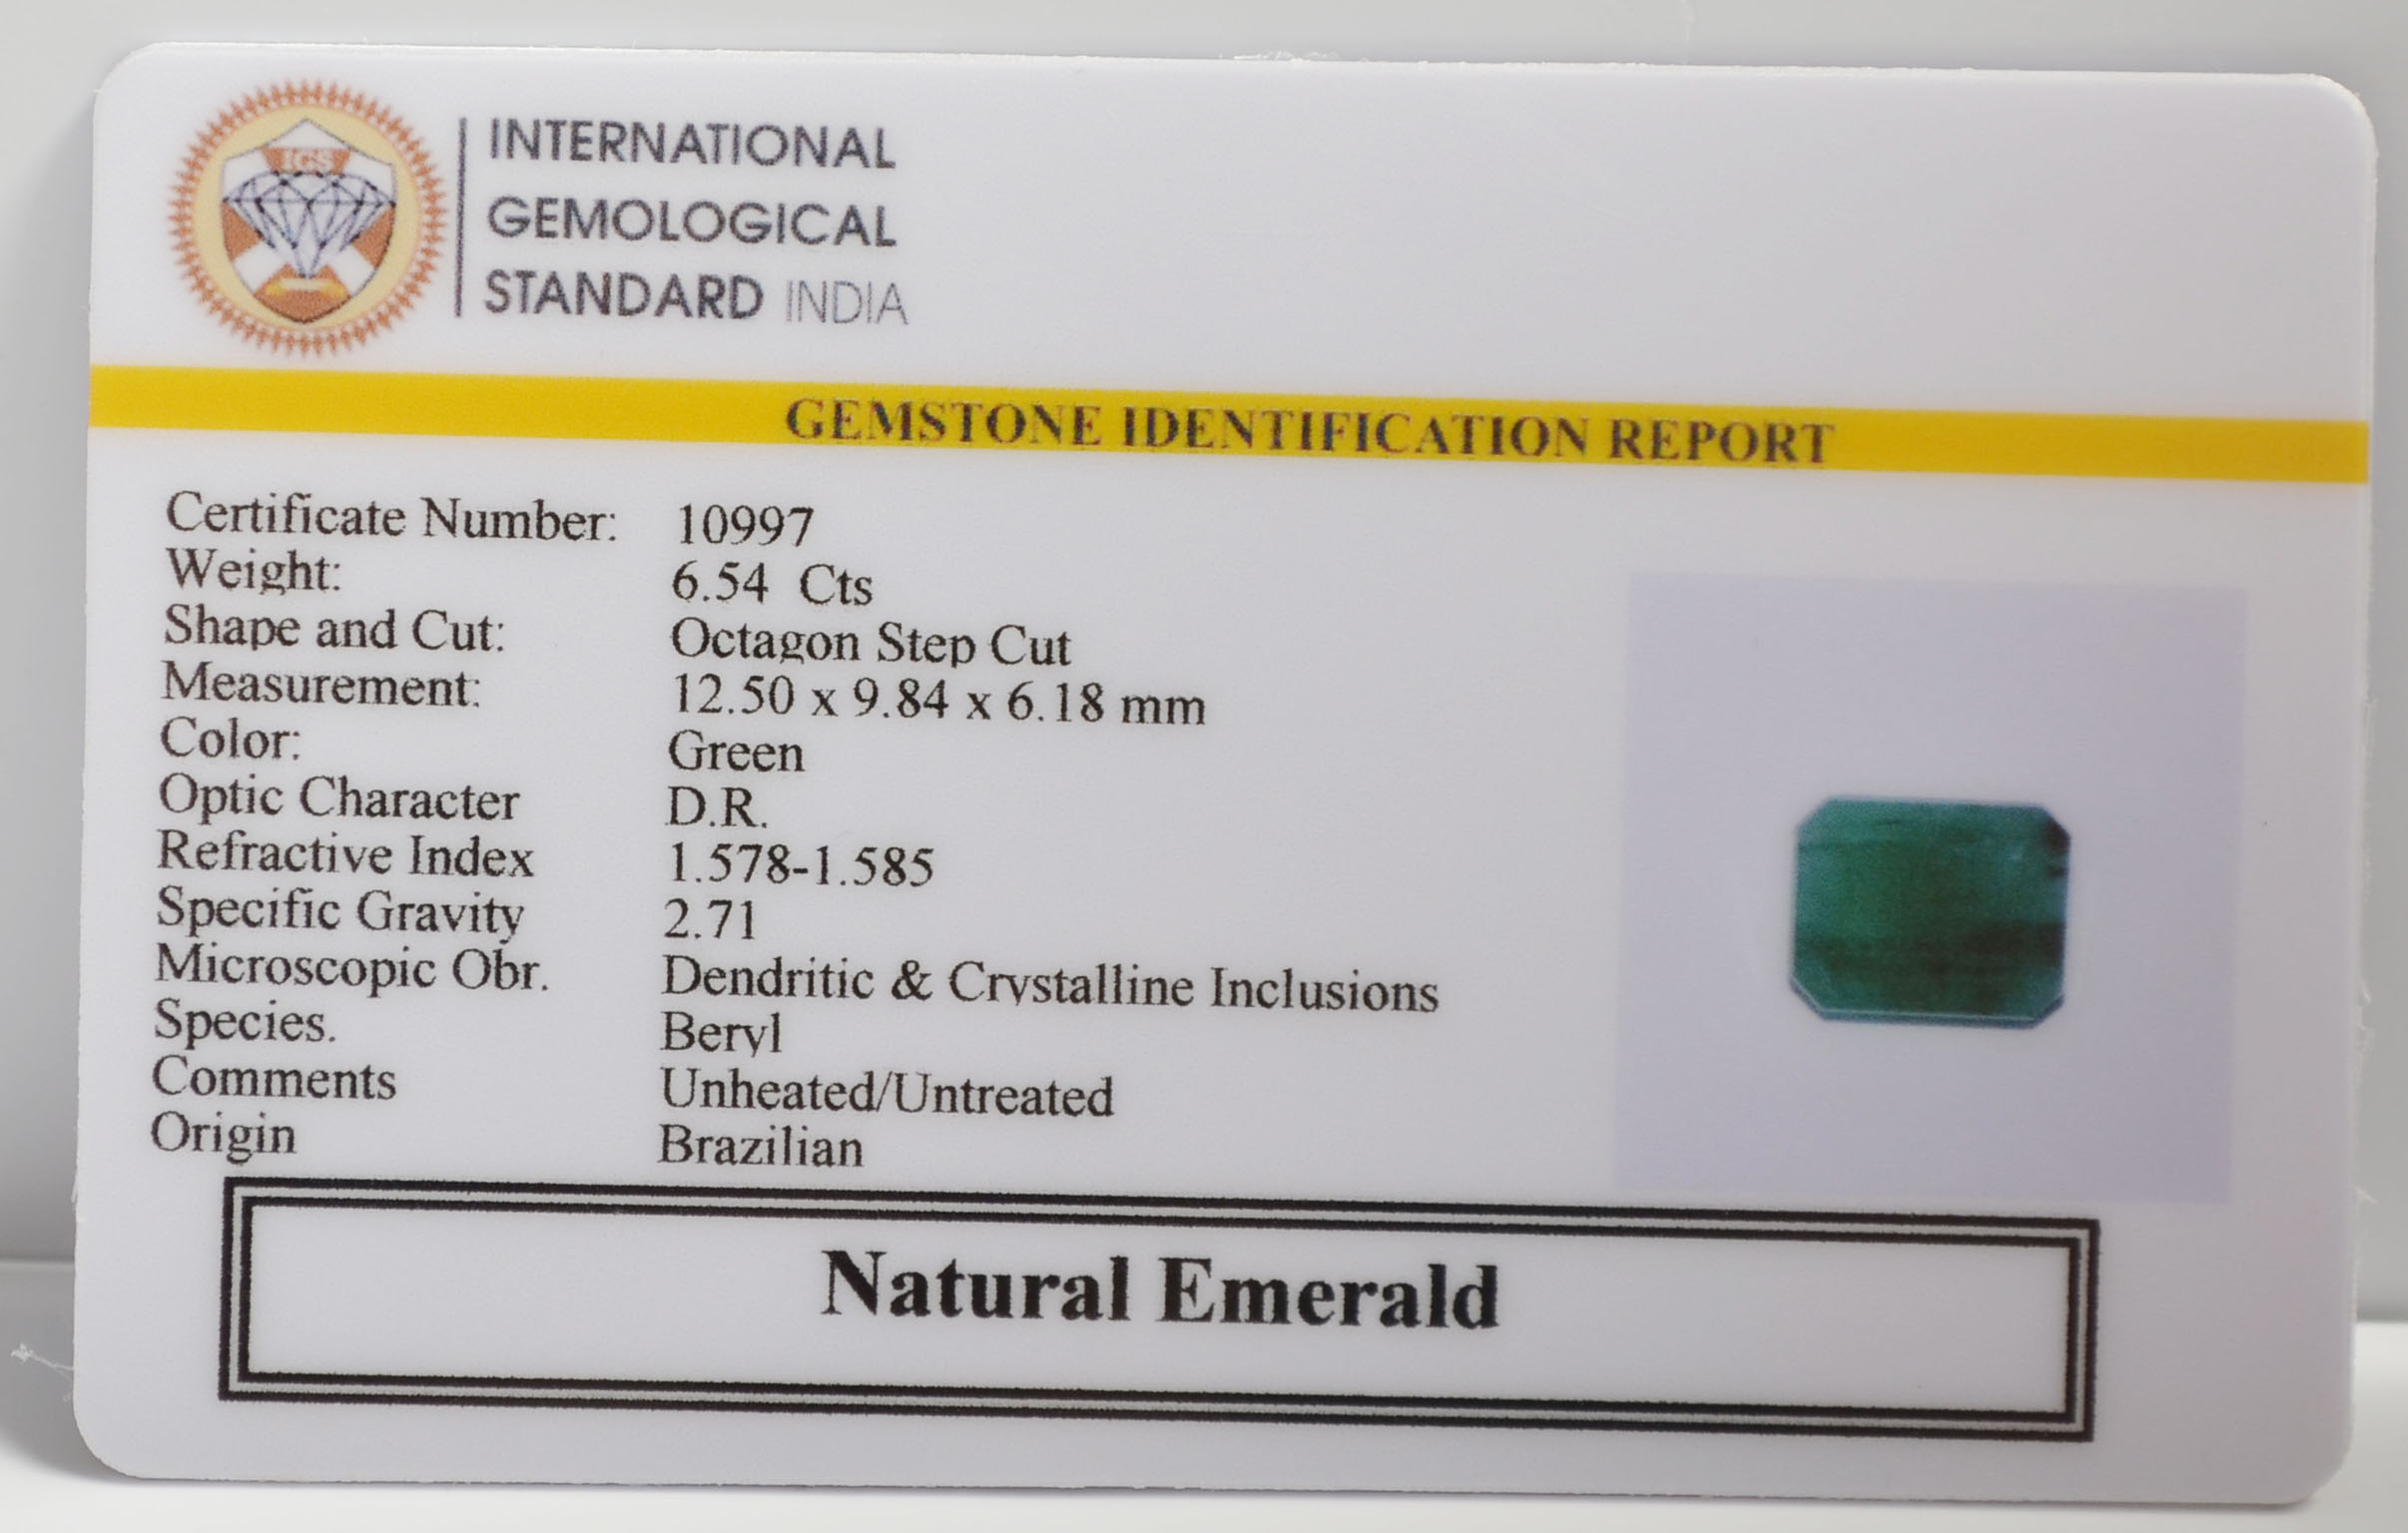 IGS
INTERNATIONAL
GEMOLOGICAL
STANDARD INDIA
GEMSTONE IDENTIFICATION REPORT
Certificate Number: 10997
Weight: 6.54 Cts
Shape and Cut: Octagon Step Cut
Measurement: 12.50 x 9.84 x 6.18 mm
Color: Green
Optic Character D.R.
Refractive Index 1.578-1.585
Specific Gravity 2.71
Microscopic Obr. Dendritic & Crystalline Inclusions
Species. Beryl
Comments Unheated/Untreated
Origin Brazilian
Natural Emerald